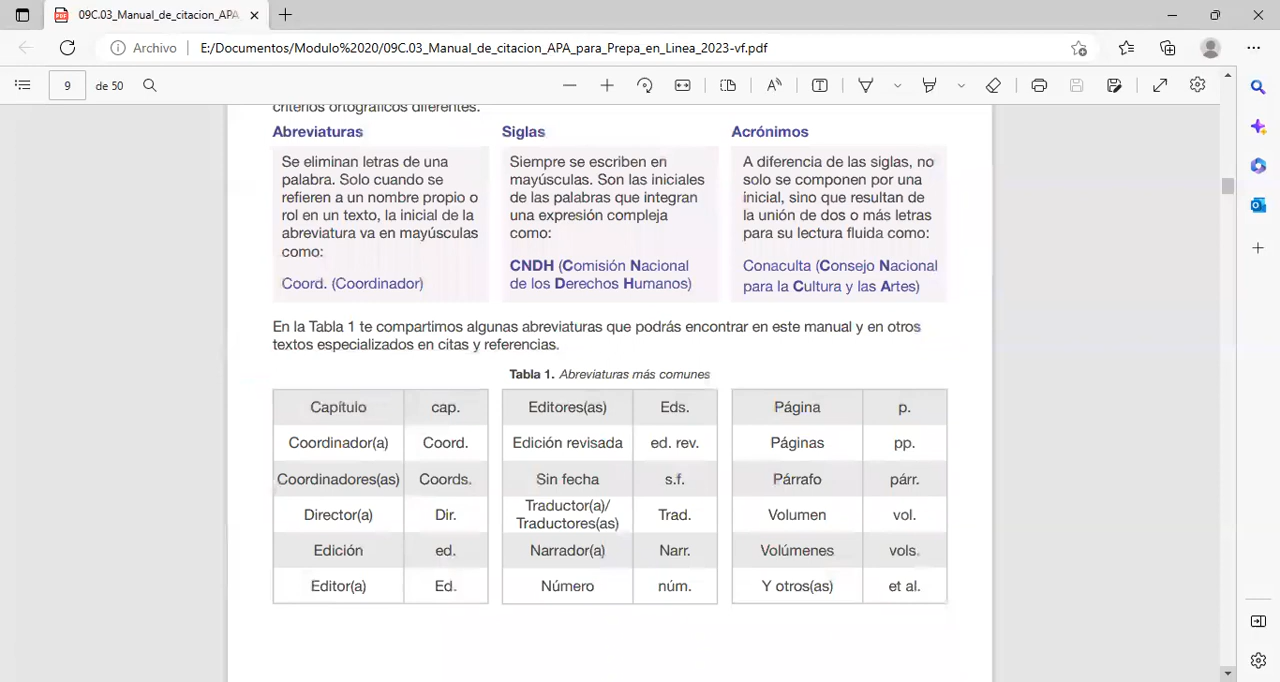 09C.03_Manual_de_citacion_APA
Archivo
E:/Documentos/Modulo%2020/09C.03_Manual_de_citacion_APA_para_Prepa_en_Linea_2023-vf.pdf
9
de 50
criterios ortográficos diferentes.
Abreviaturas
Se eliminan letras de una
palabra. Solo cuando se
refieren a un nombre propio o
rol en un texto, la inicial de la
abreviatura va en mayúsculas
como:
Coord. (Coordinador)
Siglas
Siempre se escriben en
mayúsculas. Son las iniciales
de las palabras que integran
una expresión compleja
como:
CNDH (Comisión Nacional
de los Derechos Humanos)
Acrónimos
A diferencia de las siglas, no
solo se componen por una
inicial, sino que resultan de
la unión de dos o más letras
para su lectura fluida como:
Conaculta (Consejo Nacional
para la Cultura y las Artes)
En la Tabla 1 te compartimos algunas abreviaturas que podrás encontrar en este manual y en otros
textos especializados en citas y referencias.
Tabla 1. Abreviaturas más comunes
Capítulo cap.
Coordinador(a) Coord.
Coordinadores(as) Coords.
Director(a) Dir.
Edición ed.
Editor(a) Ed.
Editores(as) Eds.
Edición revisada ed. rev.
Sin fecha s.f.
Traductor(a)/
Traductores(as) Trad.
Narrador(a) Narr.
Número núm.
Página p.
Páginas pp.
Párrafo párr.
Volumen vol.
Volúmenes vols.
Y otros(as) et al.